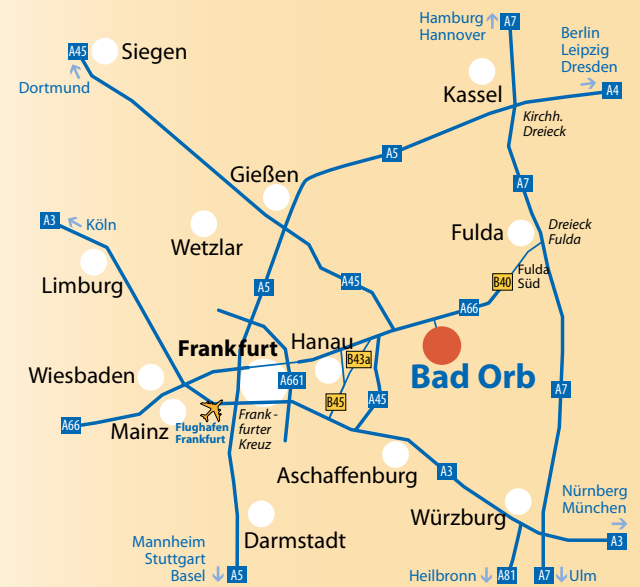 Hamburg
Hannover
A7
Berlin
Leipzig
Dresden
A45
Siegen
Dortmund
Kassel
A4
Kirchh.
Dreieck
A5
Gießen
A7
A3
Köln
Wetzlar
Fulda
Dreieck
Fulda
Limburg
A5
A45
B40
Fulda
Süd
A66
Frankfurt
Hanau
B43a
Wiesbaden
A661
Bad Orb
A7
B45
A45
A66
Mainz
Flughafen
Frankfurt
Frank-
furter
Kreuz
Aschaffenburg
A3
Würzburg
Nürnberg
München
Darmstadt
A3
Mannheim
Stuttgart
Basel
A5
Heilbronn
A81
A7
Ulm